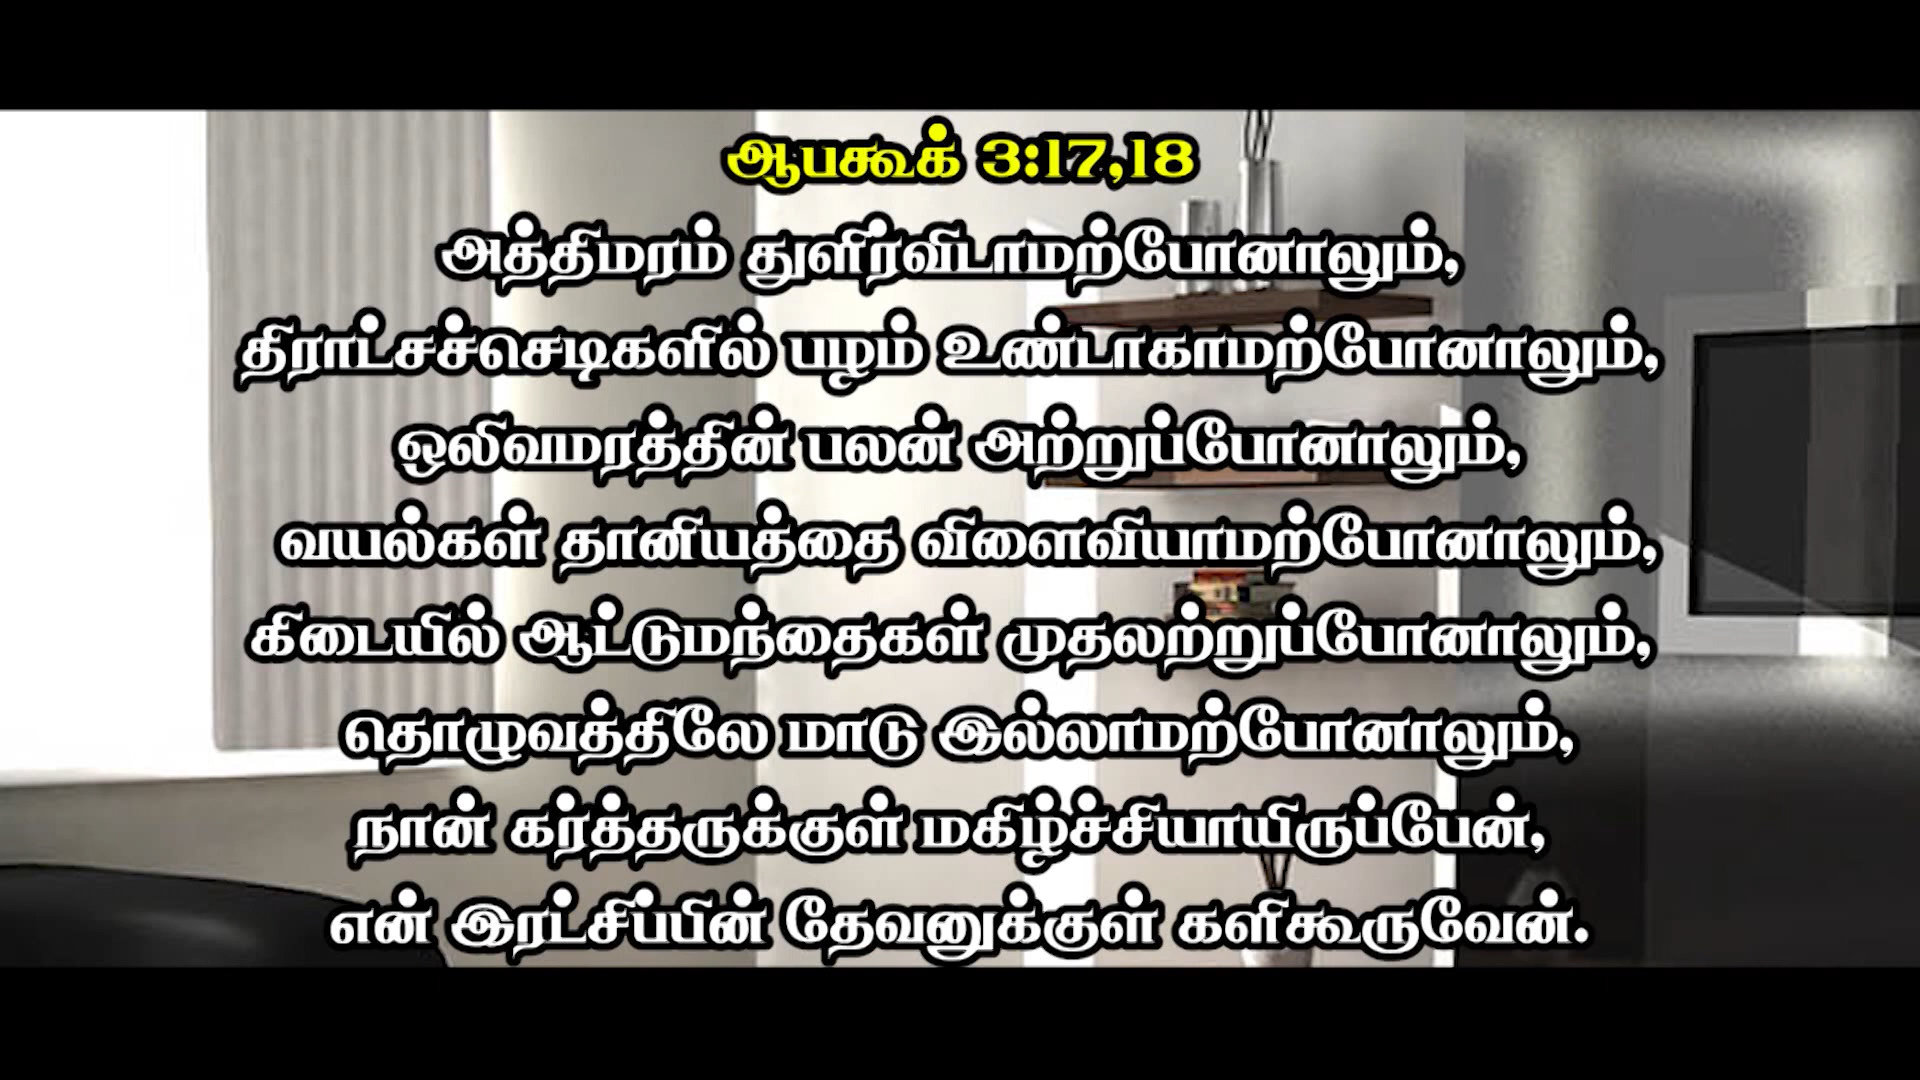 ஆபகூக் 3:17,18
அத்திமரம் துளிர்விடாமற்போனாலும்,
திராட்சச்செடிகளில் பழம் உண்டாகாமற்போனாலும்,
ஒலிவமரத்தின் பலன் அற்றுப்போனாலும்,
வயல்கள் தானியத்தை விளைவியாமற்போனாலும்,
கிடையில் ஆட்டுமந்தைகள் முதலற்றுப்போனாலும்,
தொழுவத்திலே மாடு இல்லாமற்போனாலும்,
நான் கர்த்தருக்குள் மகிழ்ச்சியாயிருப்பேன்,
என் இரட்சிப்பின் தேவனுக்குள் களிகூருவேன்.